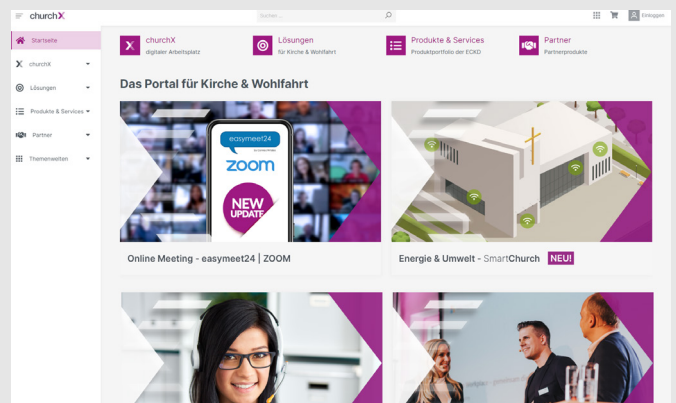 churchX
Suchen ...
Einloggen
Startseite
churchX
Lösungen
Produkte & Services
Partner
Themenwelten
churchX
digitaler Arbeitsplatz
Lösungen
für Kirche & Wohlfahrt
Produkte & Services
Produktportfolio der ECKD
Partner
Partnerprodukte
Das Portal für Kirche & Wohlfahrt
easymeet24
zoom
NEW
UPDATE
Online Meeting - easymeet24 | ZOOM
Energie & Umwelt - SmartChurch NEU!